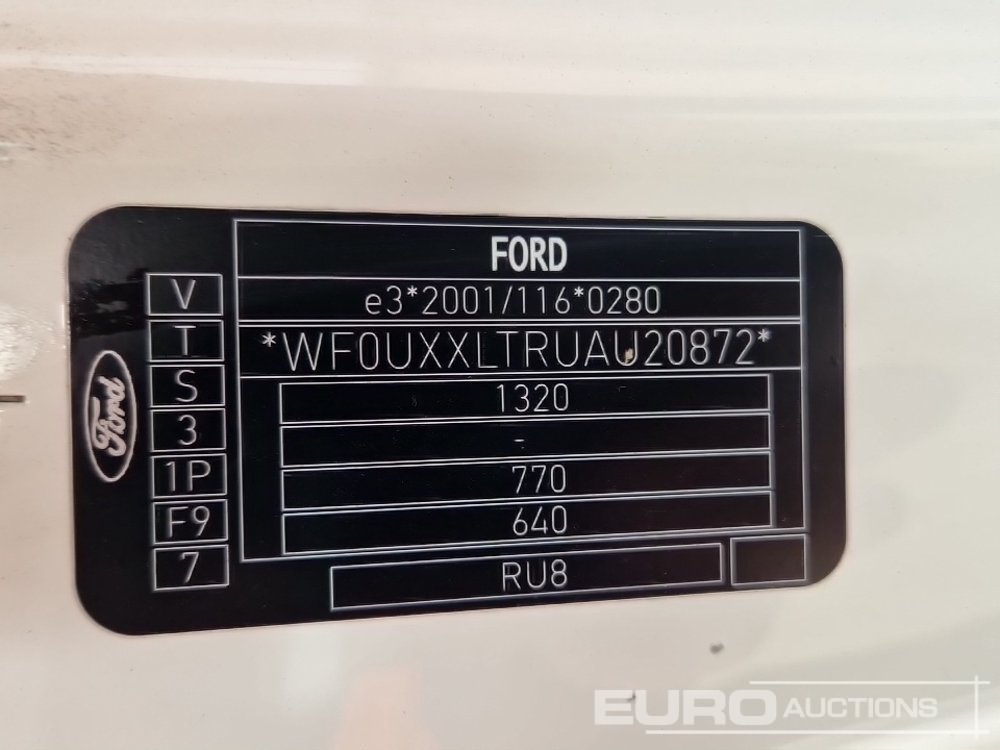 FORD
e3*2001/116*0280
*WF0UXXLTRUAU20872*
1320
-
770
640
RU8
V
T
S
3
1P
F9
7
Ford
EURO AUCTIONS